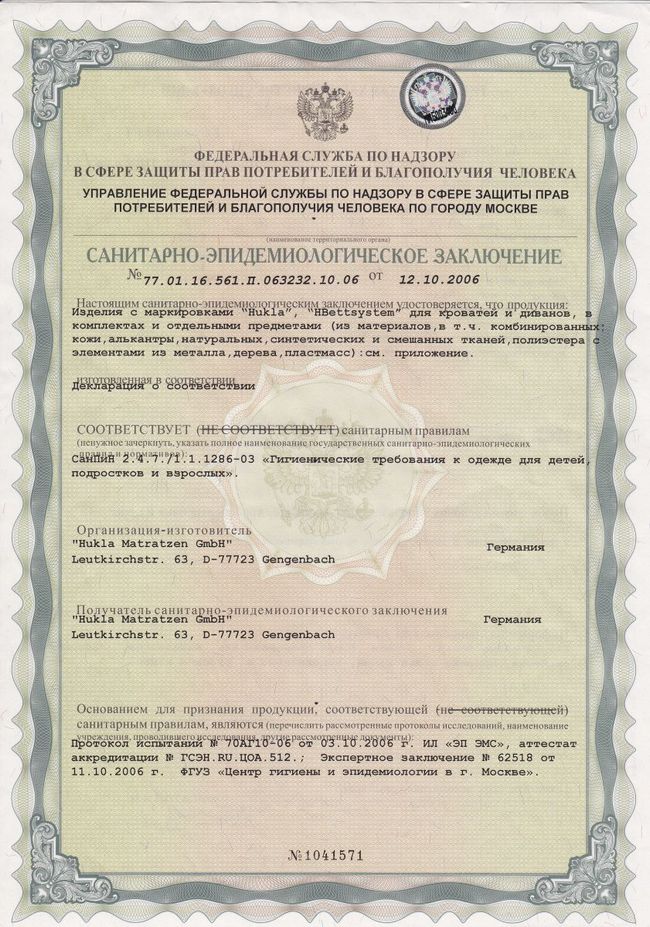 ФЕДЕРАЛЬНАЯ СЛУЖБА ПО НАДЗОРУ
В СФЕРЕ ЗАЩИТЫ ПРАВ ПОТРЕБИТЕЛЕЙ И БЛАГОПОЛУЧИЯ ЧЕЛОВЕКА
УПРАВЛЕНИЕ ФЕДЕРАЛЬНОЙ СЛУЖБЫ ПО НАДЗОРУ В СФЕРЕ ЗАЩИТЫ ПРАВ
ПОТРЕБИТЕЛЕЙ И БЛАГОПОЛУЧИЯ ЧЕЛОВЕКА ПО ГОРОДУ МОСКВЕ
(наименование территориального органа)
САНИТАРНО-ЭПИДЕМИОЛОГИЧЕСКОЕ ЗАКЛЮЧЕНИЕ
№ 77.01.16.561.П.063232.10.06 от 12.10.2006
Настоящим санитарно-эпидемиологическим заключением удостоверяется, что продукция:
Изделия с маркировками "Hukla", "HBettsystem" для кроватей и диванов, в
комплектах и отдельными предметами (из материалов,в т.ч. комбинированных:
кожи,алькантры,натуральных,синтетических и смешанных тканей,полиэстера с
элементами из металла,дерева,пластмасс):см. приложение.
изготовленная в соответствии
Декларация о соответствии
СООТВЕТСТВУЕТ (НЕ СООТВЕТСТВУЕТ) санитарным правилам
(ненужное зачеркнуть, указать полное наименование государственных санитарно-эпидемиологических
правил и нормативов):
СанПиН 2.4.7./1.1.1286-03 «Гигиенические требования к одежде для детей,
подростков и взрослых».
Организация-изготовитель
"Hukla Matratzen GmbH"
Германия
Leutkirchstr. 63, D-77723 Gengenbach
Получатель санитарно-эпидемиологического заключения
"Hukla Matratzen GmbH"
Германия
Leutkirchstr. 63, D-77723 Gengenbach
Основанием для признания продукции, соответствующей (не соответствующей)
санитарным правилам, являются (перечислить рассмотренные протоколы исследований, наименование
учреждения, проводившего исследования, другие рассмотренные документы):
Протокол испытаний № 70АГ10-06 от 03.10.2006 г. ИЛ «ЭП ЭМС», аттестат
аккредитации № ГСЭН.RU.ЦОА.512.; Экспертное заключение № 62518 от
11.10.2006 г. ФГУЗ «Центр гигиены и эпидемиологии в г. Москве».
№1041571